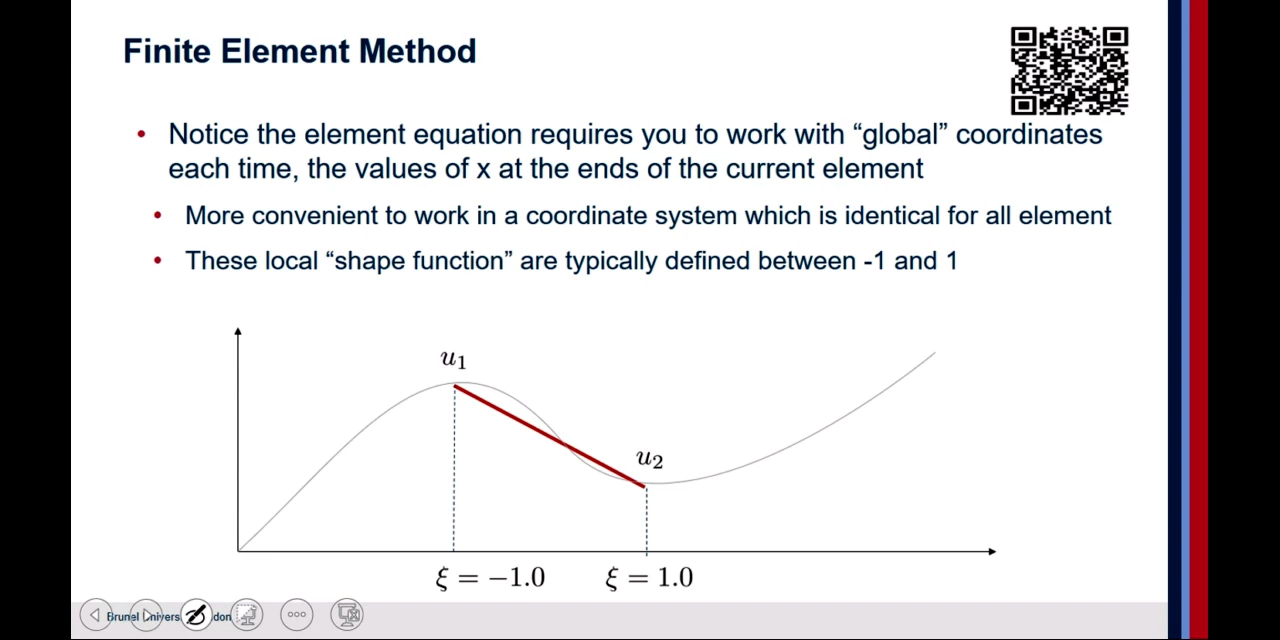 Finite Element Method
• Notice the element equation requires you to work with “global” coordinates
each time, the values of x at the ends of the current element
• More convenient to work in a coordinate system which is identical for all element
• These local “shape function” are typically defined between -1 and 1
u₁
u₂
ξ = −1.0 ξ = 1.0
Brunel